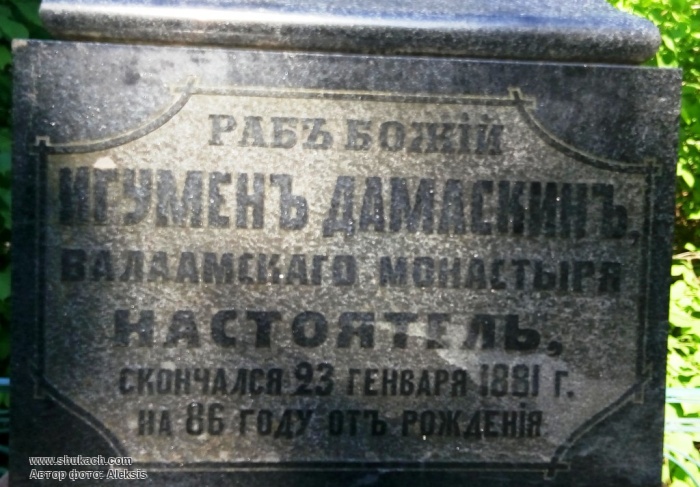 РАБЪ БОЖІЙ
ИГУМЕНЪ ДАМАСКИНЪ,
ВАЛААМСКАГО МОНАСТЫРЯ
НАСТОЯТЕЛЬ,
СКОНЧАЛСЯ 23 ГЕНВАРЯ 1881 Г.
НА 86 ГОДУ ОТЪ РОЖДЕНІЯ
www.shukach.com
Автор фото: Aleksis